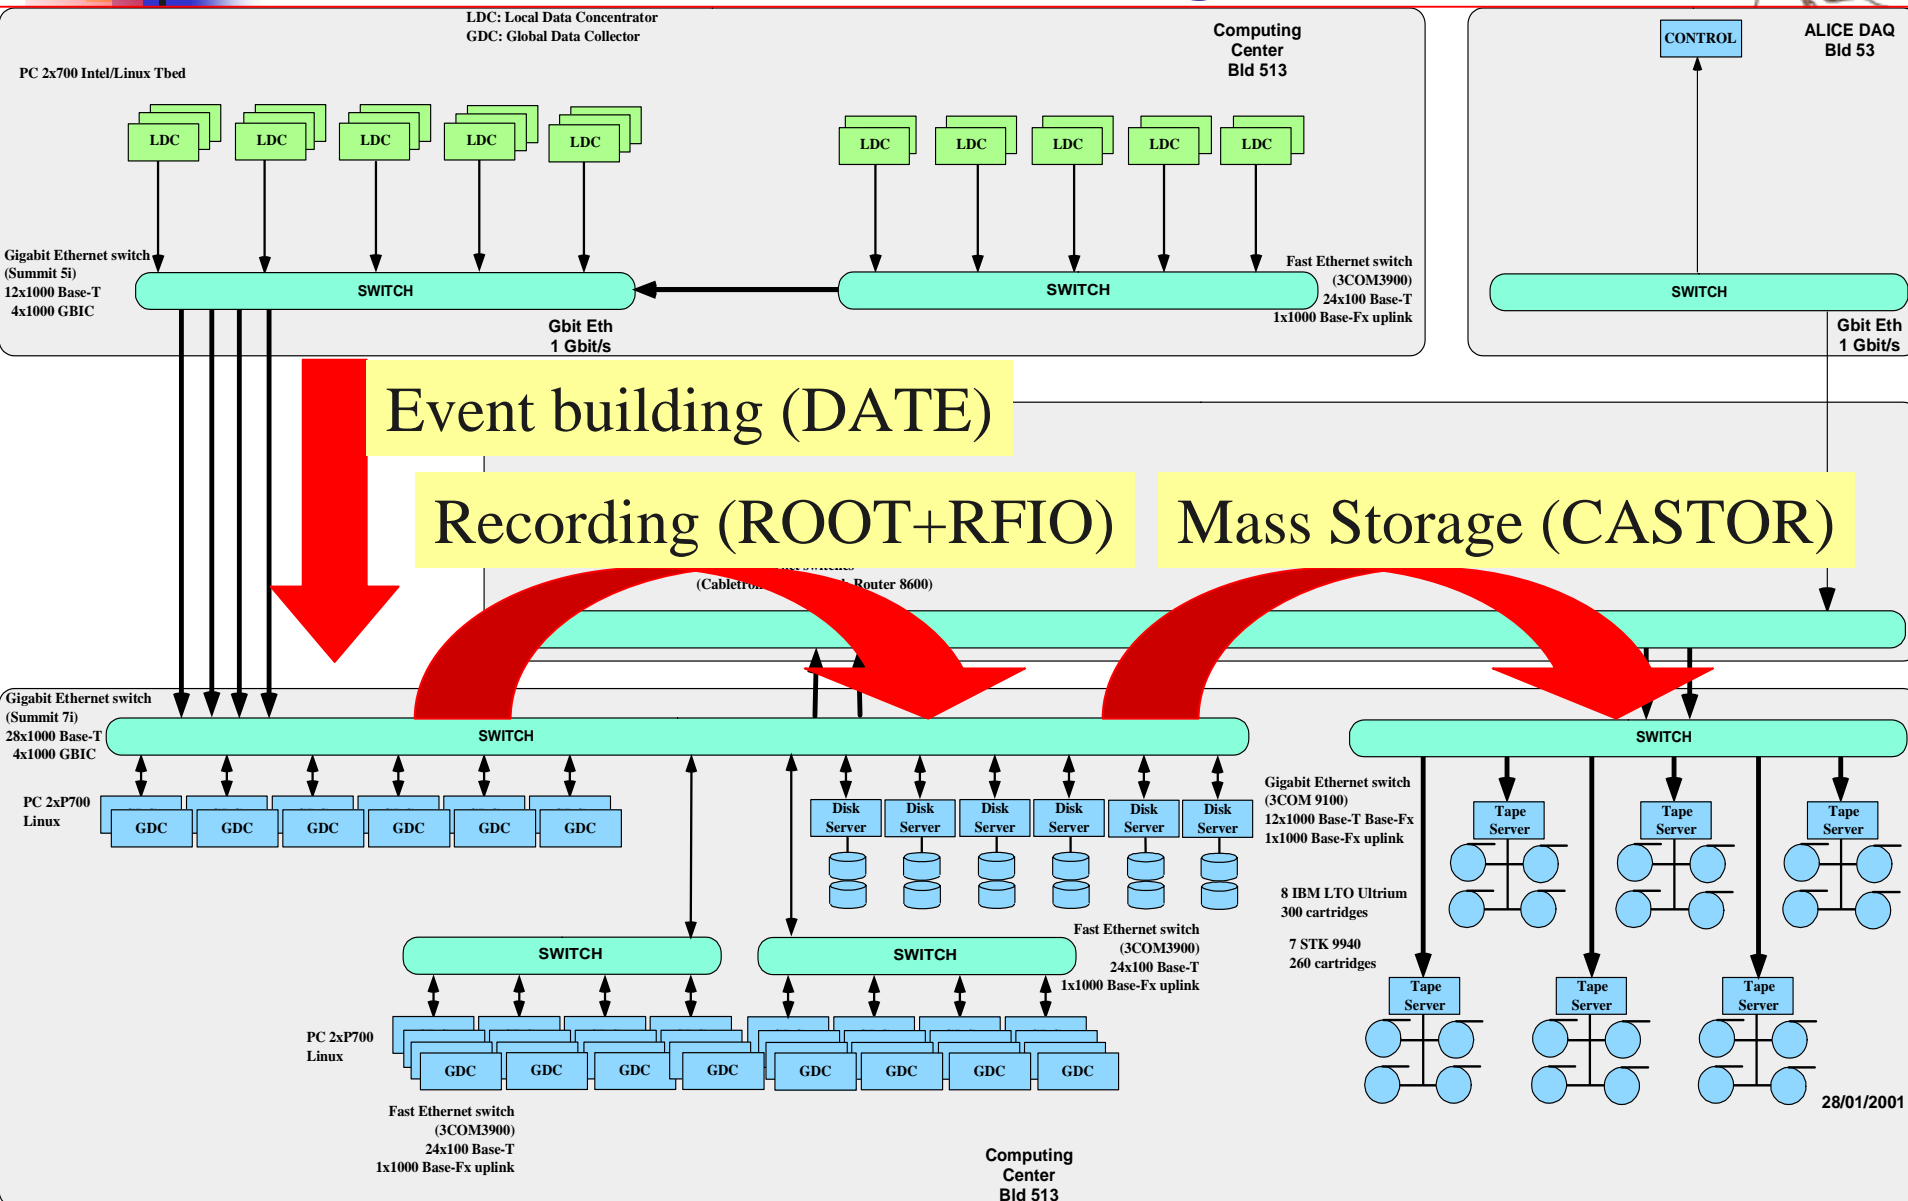 LDC: Local Data Concentrator
GDC: Global Data Collector
Computing
Center
Bld 513
ALICE DAQ
Bld 53
CONTROL
PC 2x700 Intel/Linux Tbed
LDC
LDC
LDC
LDC
LDC
LDC
LDC
LDC
LDC
LDC
Gigabit Ethernet switch
(Summit 5i)
12x1000 Base-T
4x1000 GBIC
SWITCH
SWITCH
Fast Ethernet switch
(3COM3900)
24x100 Base-T
1x1000 Base-Fx uplink
SWITCH
Gbit Eth
1 Gbit/s
Gbit Eth
1 Gbit/s
Event building (DATE)
Recording (ROOT+RFIO)
Mass Storage (CASTOR)
Router 8600)
Gigabit Ethernet switch
(Summit 7i)
28x1000 Base-T
4x1000 GBIC
SWITCH
SWITCH
PC 2xP700
Linux
GDC
GDC
GDC
GDC
GDC
GDC
Disk
Server
Disk
Server
Disk
Server
Disk
Server
Disk
Server
Disk
Server
Gigabit Ethernet switch
(3COM 9100)
12x1000 Base-T Base-Fx
1x1000 Base-Fx uplink
Tape
Server
Tape
Server
Tape
Server
8 IBM LTO Ultrium
300 cartridges
7 STK 9940
260 cartridges
SWITCH
SWITCH
Fast Ethernet switch
(3COM3900)
24x100 Base-T
1x1000 Base-Fx uplink
Tape
Server
Tape
Server
Tape
Server
PC 2xP700
Linux
GDC
GDC
GDC
GDC
GDC
GDC
GDC
GDC
Fast Ethernet switch
(3COM3900)
24x100 Base-T
1x1000 Base-Fx uplink
28/01/2001
Computing
Center
Bld 513